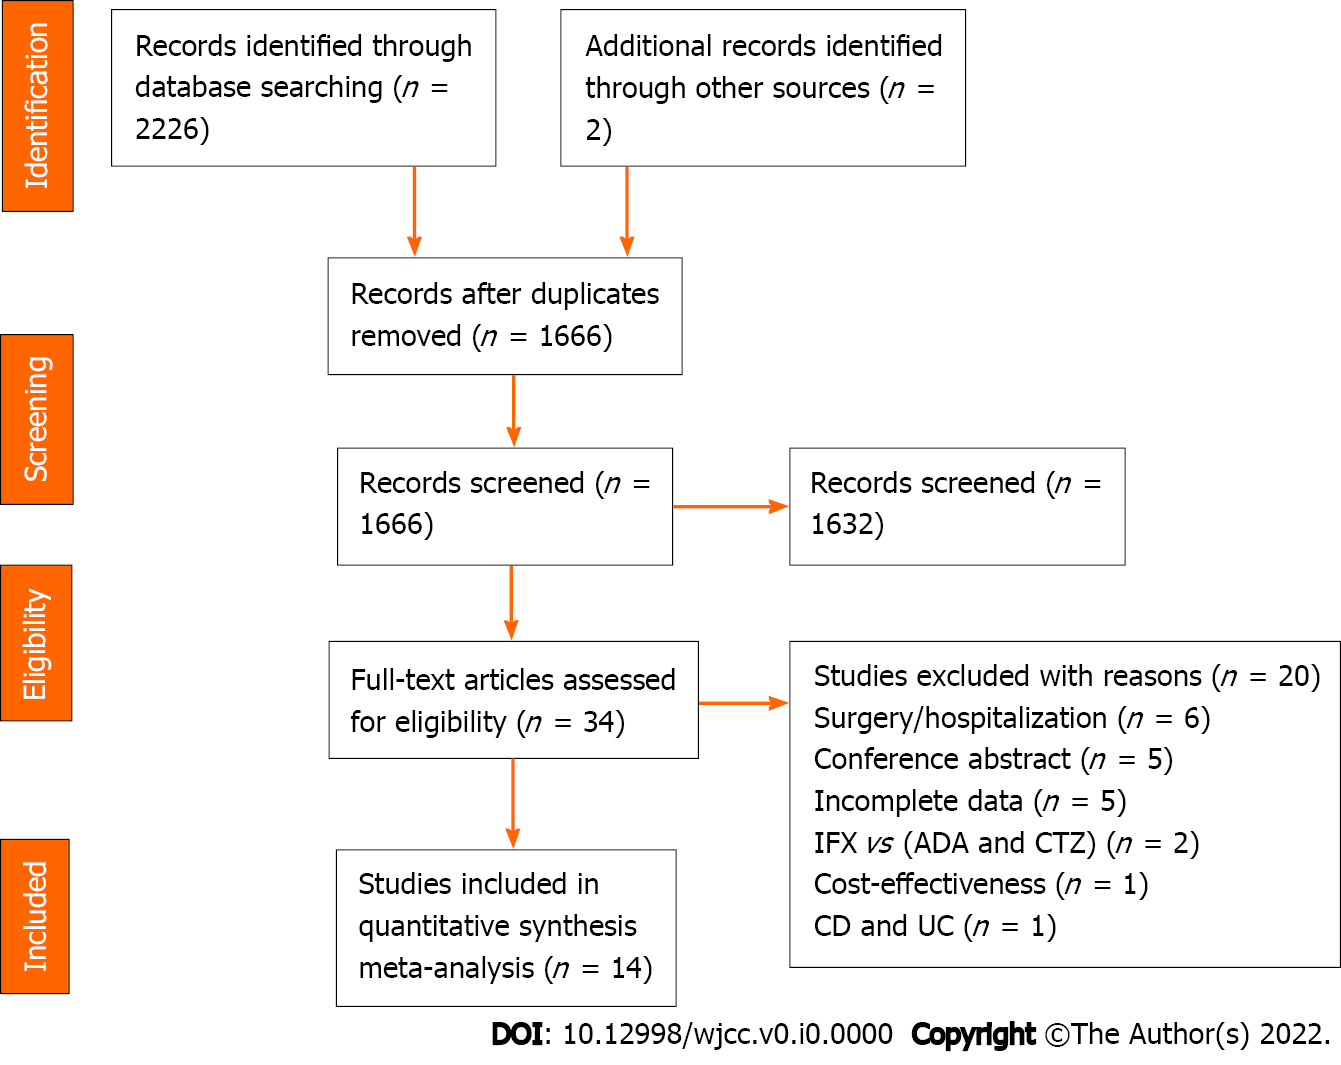 Identification
Records identified through
database searching (n =
2226)
Additional records identified
through other sources (n =
2)
Records after duplicates
removed (n = 1666)
Screening
Records screened (n =
1666)
Records screened (n =
1632)
Eligibility
Full-text articles assessed
for eligibility (n = 34)
Studies excluded with reasons (n = 20)
Surgery/hospitalization (n = 6)
Conference abstract (n = 5)
Incomplete data (n = 5)
IFX vs (ADA and CTZ) (n = 2)
Cost-effectiveness (n = 1)
CD and UC (n = 1)
Included
Studies included in
quantitative synthesis
meta-analysis (n = 14)
DOI: 10.12998/wjcc.v0.i0.0000 Copyright ©The Author(s) 2022.